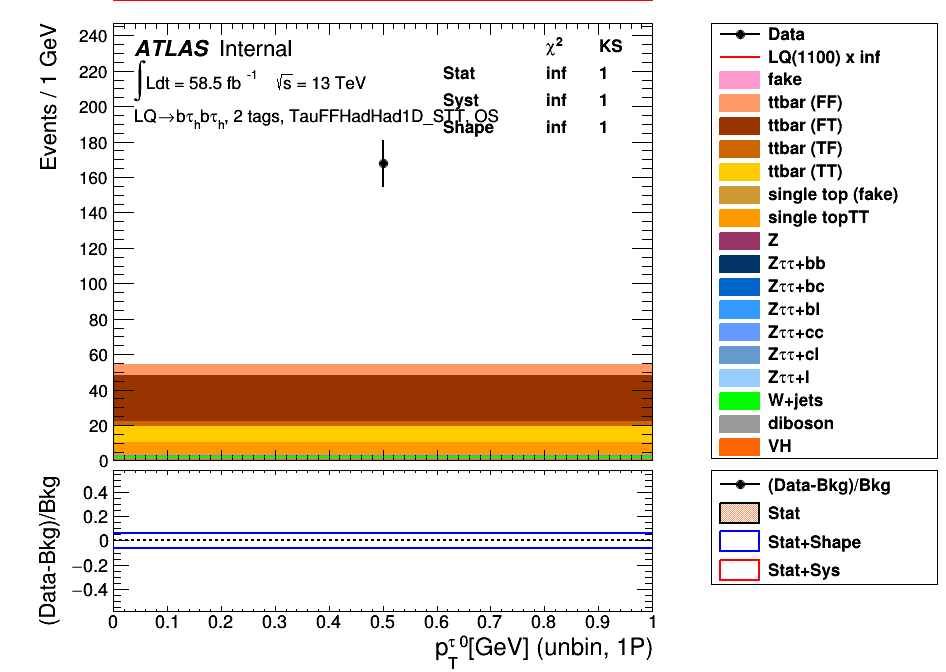 Events / 1 GeV
240
220
200
180
160
140
120
100
80
60
40
20
0
ATLAS Internal
∫ Ldt = 58.5 fb⁻¹ √s = 13 TeV
LQ→bτₕbτₕ, 2 tags, TauFFHadHad1D_STT, OS
χ² KS
Stat inf 1
Syst inf 1
Shape inf 1
Data
LQ(1100) x inf
fake
ttbar (FF)
ttbar (FT)
ttbar (TF)
ttbar (TT)
single top (fake)
single topTT
Z
Zττ+bb
Zττ+bc
Zττ+bl
Zττ+cc
Zττ+cl
Zττ+l
W+jets
diboson
VH
(Data-Bkg)/Bkg
0.4
0.2
0
−0.2
−0.4
0 0.1 0.2 0.3 0.4 0.5 0.6 0.7 0.8 0.9 1
p_T^τ 0[GeV] (unbin, 1P)
(Data-Bkg)/Bkg
Stat
Stat+Shape
Stat+Sys